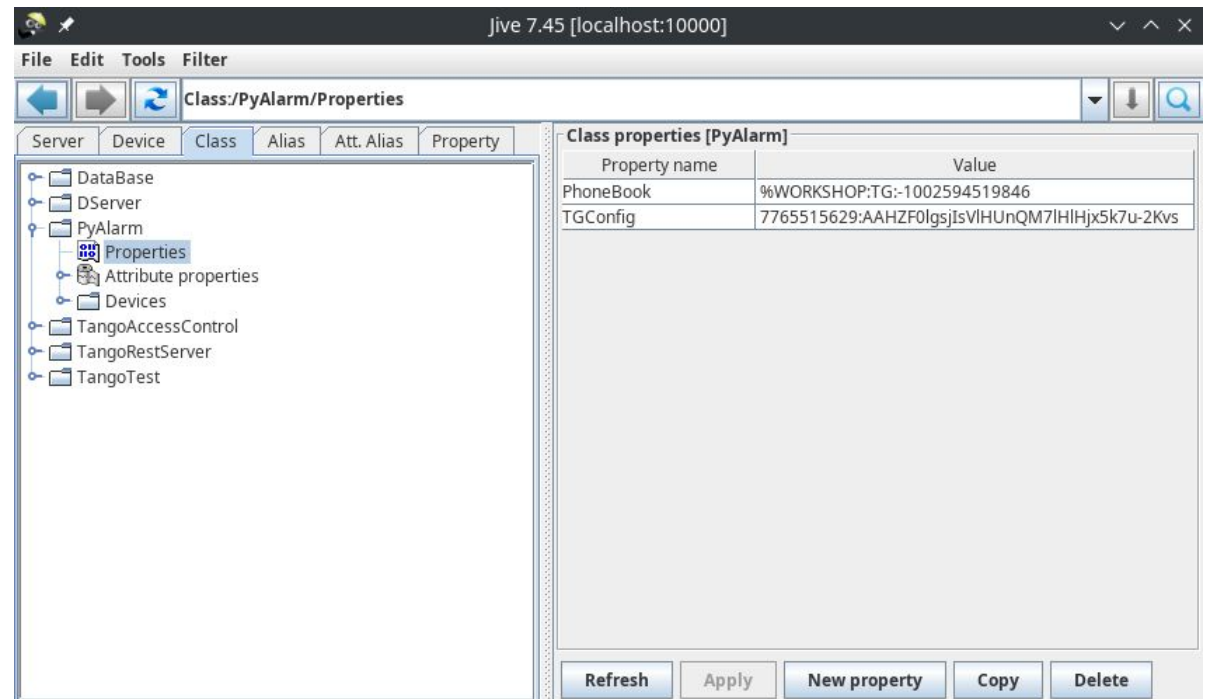 Jive 7.45 [localhost:10000]
File Edit Tools Filter
Class:/PyAlarm/Properties
Server Device Class Alias Att. Alias Property
DataBase
DServer
PyAlarm
Properties
Attribute properties
Devices
TangoAccessControl
TangoRestServer
TangoTest
Class properties [PyAlarm]
Property name Value
PhoneBook %WORKSHOP:TG:-1002594519846
TGConfig 7765515629:AAHZF0lgsjIsVlHUnQM7lHlHjx5k7u-2Kvs
Refresh Apply New property Copy Delete